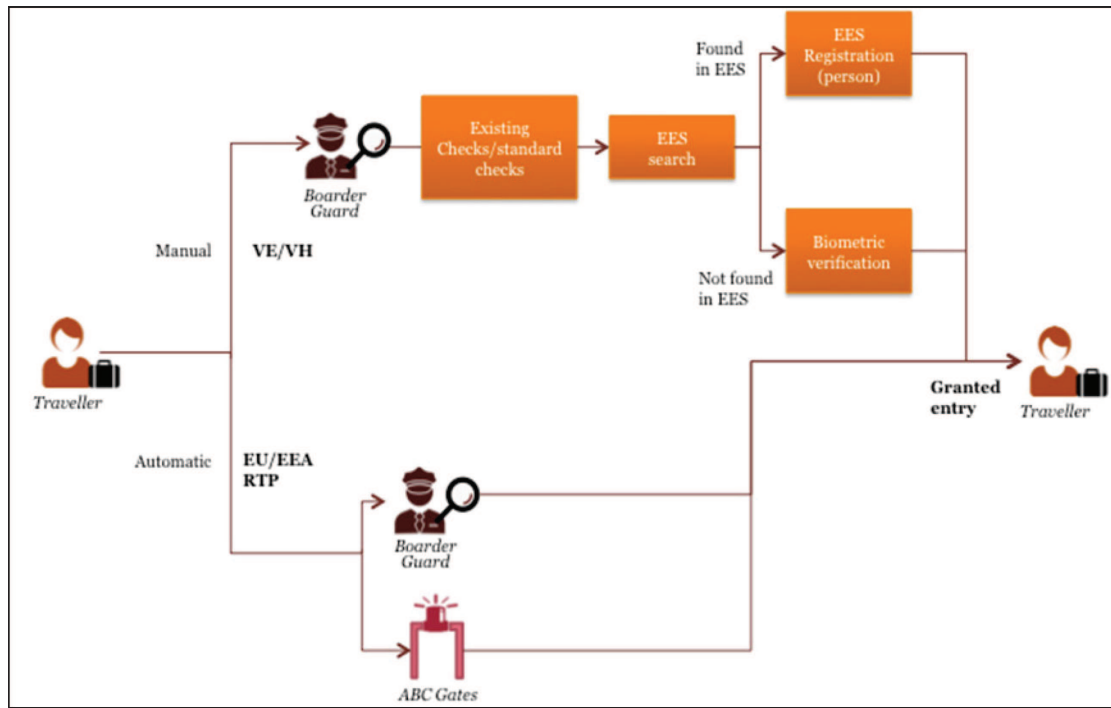 Found
in EES
EES
Registration
(person)
Existing
Checks/standard
checks
EES
search
Boarder
Guard
Manual
VE/VH
Biometric
verification
Not found
in EES
Traveller
Granted
entry
Traveller
Automatic
EU/EEA
RTP
Boarder
Guard
ABC Gates